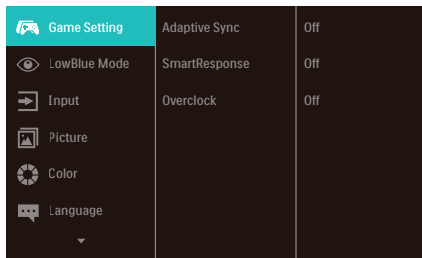 Game Setting Adaptive Sync Off
LowBlue Mode SmartResponse Off
Input Overclock Off
Picture
Color
Language